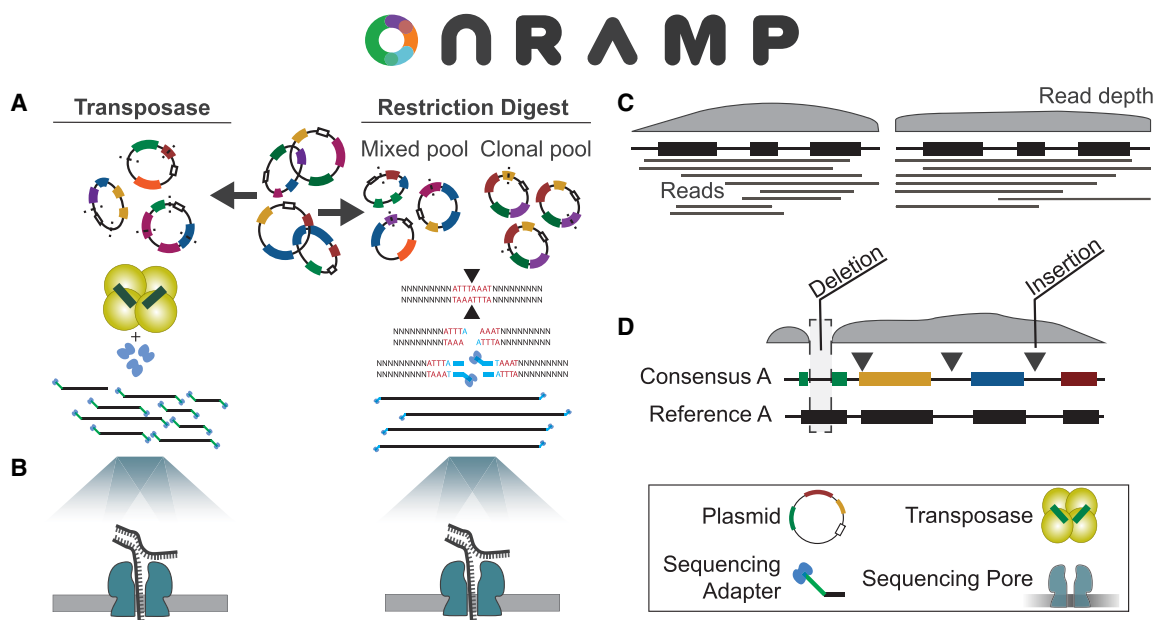 ONRAMP
A
Transposase
Restriction Digest
Mixed pool
Clonal pool
NNNNNNNNNATTTAAATNNNNNNNNN
NNNNNNNNNTAAATTTANNNNNNNNN
NNNNNNNNNATTTA AAATNNNNNNNNN
NNNNNNNNNTAAA ATTTANNNNNNNNN
NNNNNNNNNATTTA TAAATNNNNNNNNN
NNNNNNNNNTAAAT ATTTANNNNNNNNN
+
B
C
Read depth
Reads
D
Deletion
Insertion
Consensus A
Reference A
Plasmid
Transposase
Sequencing
Adapter
Sequencing Pore